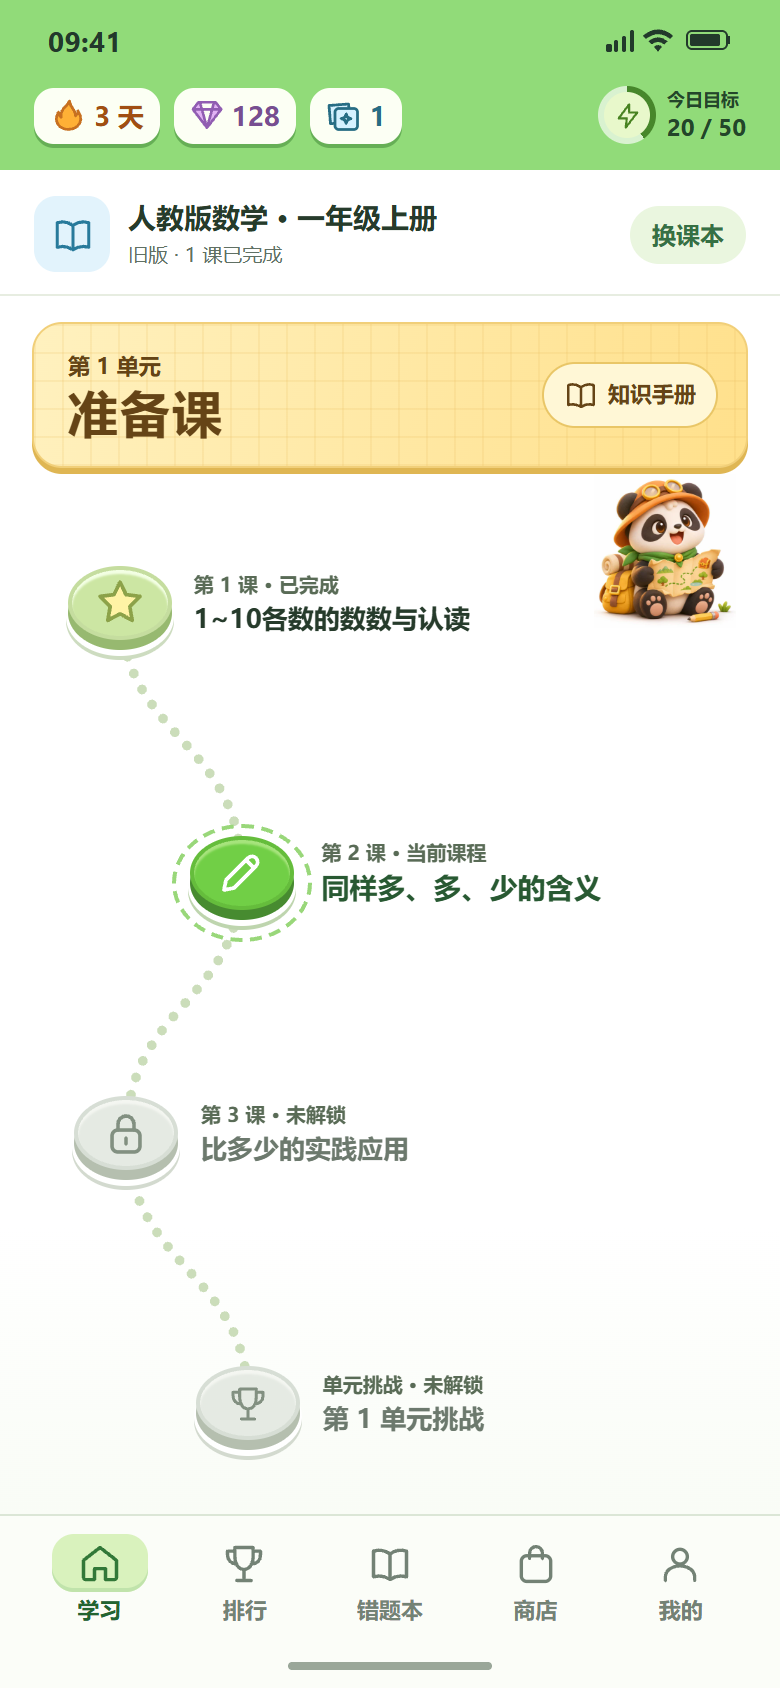 09:41
3 天
128
1
今日目标
20 / 50
人教版数学 • 一年级上册
旧版 · 1 课已完成
换课本
第 1 单元
准备课
知识手册
第 1 课 • 已完成
1~10各数的数数与认读
第 2 课 • 当前课程
同样多、多、少的含义
第 3 课 • 未解锁
比多少的实践应用
单元挑战 • 未解锁
第 1 单元挑战
学习
排行
错题本
商店
我的